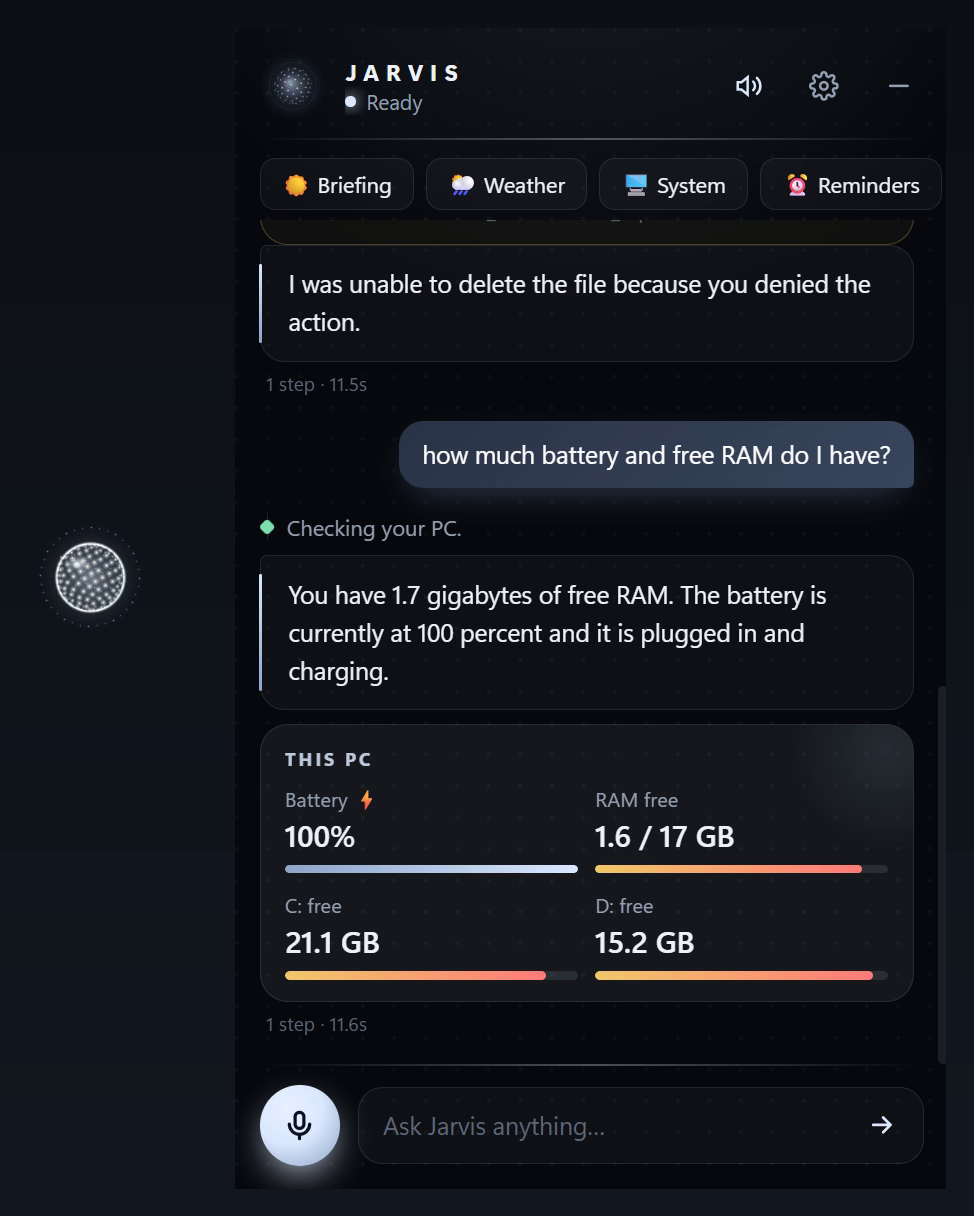 JARVIS
Ready
Briefing
Weather
System
Reminders
I was unable to delete the file because you denied the
action.
1 step · 11.5s
how much battery and free RAM do I have?
Checking your PC.
You have 1.7 gigabytes of free RAM. The battery is
currently at 100 percent and it is plugged in and
charging.
THIS PC
Battery
RAM free
100%
1.6 / 17 GB
C: free
D: free
21.1 GB
15.2 GB
1 step · 11.6s
Ask Jarvis anything...